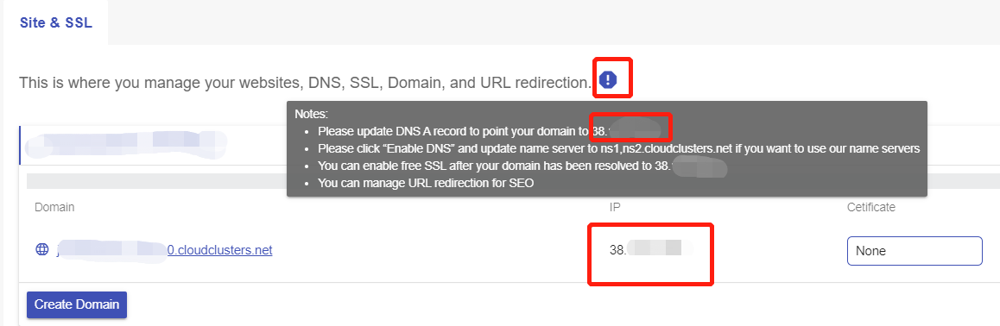 Site & SSL
This is where you manage your websites, DNS, SSL, Domain, and URL redirection.
Notes:
Please update DNS A record to point your domain to 38.
Please click “Enable DNS” and update name server to ns1,ns2.cloudclusters.net if you want to use our name servers
You can enable free SSL after your domain has been resolved to 38.
You can manage URL redirection for SEO
Domain IP Cetificate
0.cloudclusters.net 38. None
Create Domain